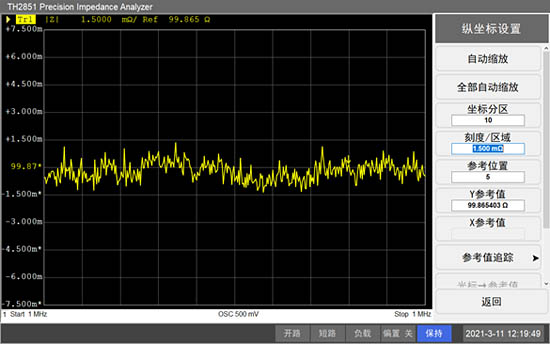 TH2851 Precision Impedance Analyzer
Tr1 |Z| 1.5000 mΩ/ Ref 99.865 Ω
+7.500m
+6.000m*
+4.500m
+3.000m
+1.500m
99.87*
-1.500m*
-3.000m
-4.500m*
-6.000m
-7.500m*
1 Start 1 MHz OSC 500 mV Stop 1 MHz
纵坐标设置
自动缩放
全部自动缩放
坐标分区
10
刻度/区域
1.500 mΩ
参考位置
5
Y参考值
99.865403 Ω
X参考值
参考值追踪
光标→参考值
返回
开路 短路 负载 偏置 关 保持 2021-3-11 12:19:49